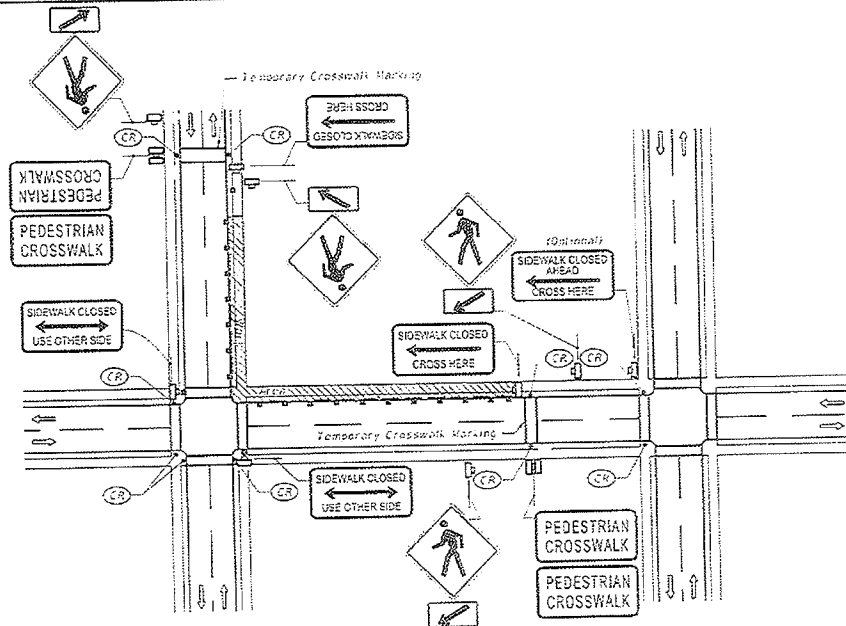 Temporary Crosswalk Marking
SIDEWALK CLOSED
CROSS HERE
CR
CR
PEDESTRIAN
CROSSWALK
PEDESTRIAN
CROSSWALK
(Optional)
SIDEWALK CLOSED
AHEAD
CROSS HERE
SIDEWALK CLOSED
USE OTHER SIDE
SIDEWALK CLOSED
CROSS HERE
CR
CR
CR
Temporary Crosswalk Marking
SIDEWALK CLOSED
USE OTHER SIDE
CR
CR
CR
CR
PEDESTRIAN
CROSSWALK
PEDESTRIAN
CROSSWALK